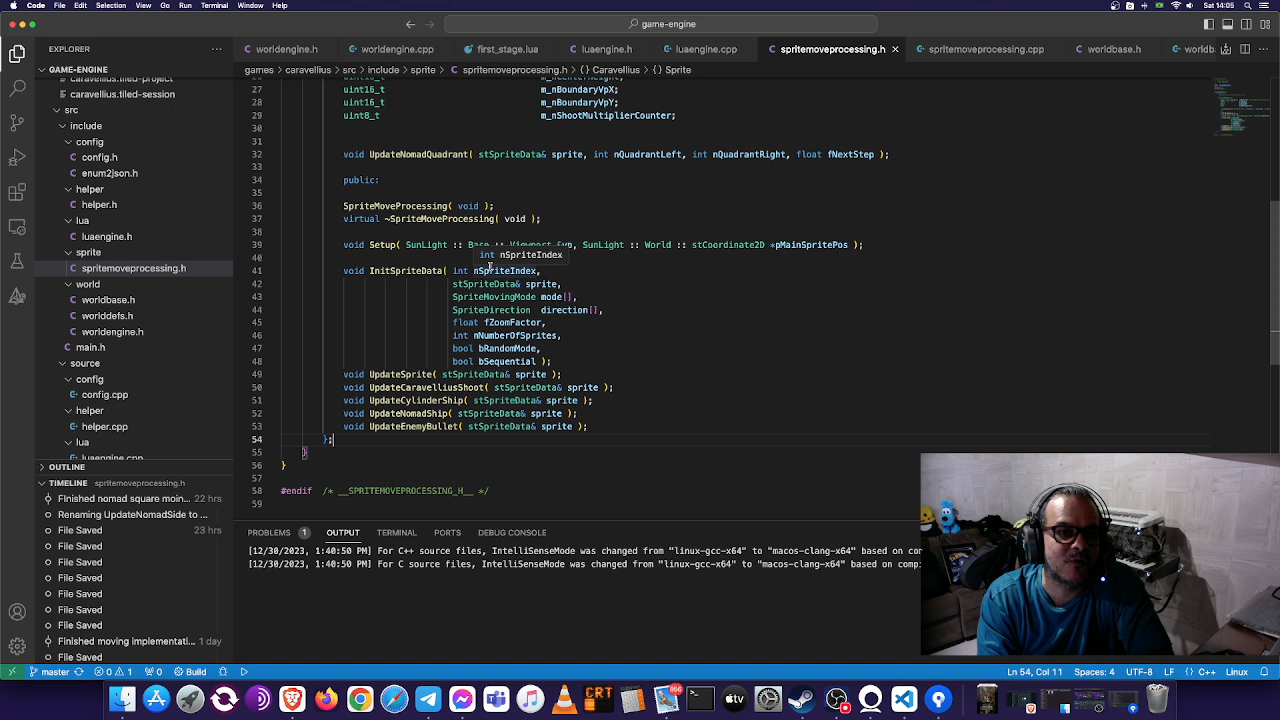 Code File Edit Selection View Go Run Terminal Window Help Sat 14:05
game-engine
EXPLORER
worldengine.h worldengine.cpp first_stage.lua luaengine.h luaengine.cpp spritemoveprocessing.h spritemoveprocessing.cpp worldbase.h
games caravellius src include sprite spritemoveprocessing.h Caravellius Sprite
GAME-ENGINE
caravellius.tiled-project
caravellius.tiled-session
src
include
config
config.h
enum2json.h
helper
helper.h
lua
luaengine.h
sprite
spritemoveprocessing.h
world
worldbase.h
worlddefs.h
worldengine.h
main.h
source
config
config.cpp
helper
helper.cpp
lua
luaengine.cpp
OUTLINE
TIMELINE spritemoveprocessing.h
Finished nomad square moin... 22 hrs
Renaming UpdateNomadSide to ...
File Saved 23 hrs
File Saved
File Saved
File Saved
File Saved
File Saved
File Saved
Finished moving implementati... 1 day
File Saved
27 uint16_t m_nBoundaryVpX;
28 uint16_t m_nBoundaryVpY;
29 uint8_t m_nShootMultiplierCounter;
30
31
32 void UpdateNomadQuadrant( stSpriteData& sprite, int nQuadrantLeft, int nQuadrantRight, float fNextStep );
33
34 public:
35
36 SpriteMoveProcessing( void );
37 virtual ~SpriteMoveProcessing( void );
38
39 void Setup( SunLight :: Base :: Viewport &vp, SunLight :: World :: stCoordinate2D *pMainSpritePos );
int nSpriteIndex
41 void InitSpriteData( int nSpriteIndex,
42 stSpriteData& sprite,
43 SpriteMovingMode mode[],
44 SpriteDirection direction[],
45 float fZoomFactor,
46 int nNumberOfSprites,
47 bool bRandomMode,
48 bool bSequential );
49 void UpdateSprite( stSpriteData& sprite );
50 void UpdateCaravelliusShoot( stSpriteData& sprite );
51 void UpdateCylinderShip( stSpriteData& sprite );
52 void UpdateNomadShip( stSpriteData& sprite );
53 void UpdateEnemyBullet( stSpriteData& sprite );
54 };
55 }
56 }
57
58 #endif /* __SPRITEMOVEPROCESSING_H__ */
59
PROBLEMS 1 OUTPUT TERMINAL PORTS DEBUG CONSOLE
[12/30/2023, 1:40:50 PM] For C++ source files, IntelliSenseMode was changed from "linux-gcc-x64" to "macos-clang-x64" based on
[12/30/2023, 1:40:50 PM] For C source files, IntelliSenseMode was changed from "linux-gcc-x64" to "macos-clang-x64" based on
master 0 1 0 Build Ln 54, Col 11 Spaces: 4 UTF-8 LF {} C++ Linux
CRT 956